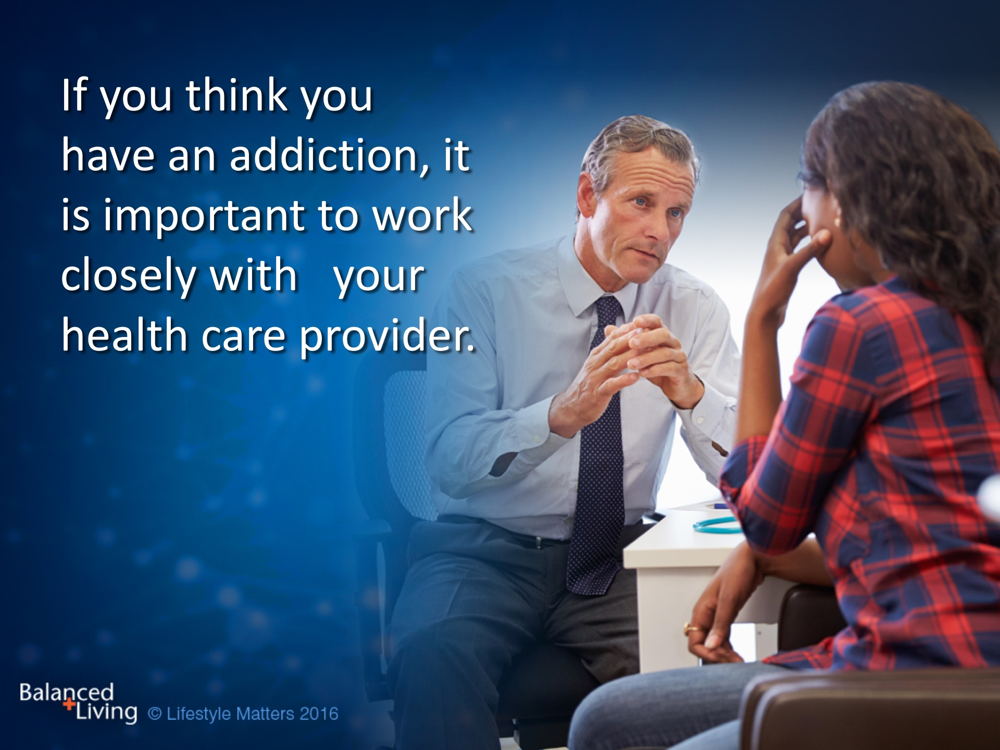 If you think you
have an addiction, it
is important to work
closely with   your
health care provider.
Balanced
Living
© Lifestyle Matters 2016